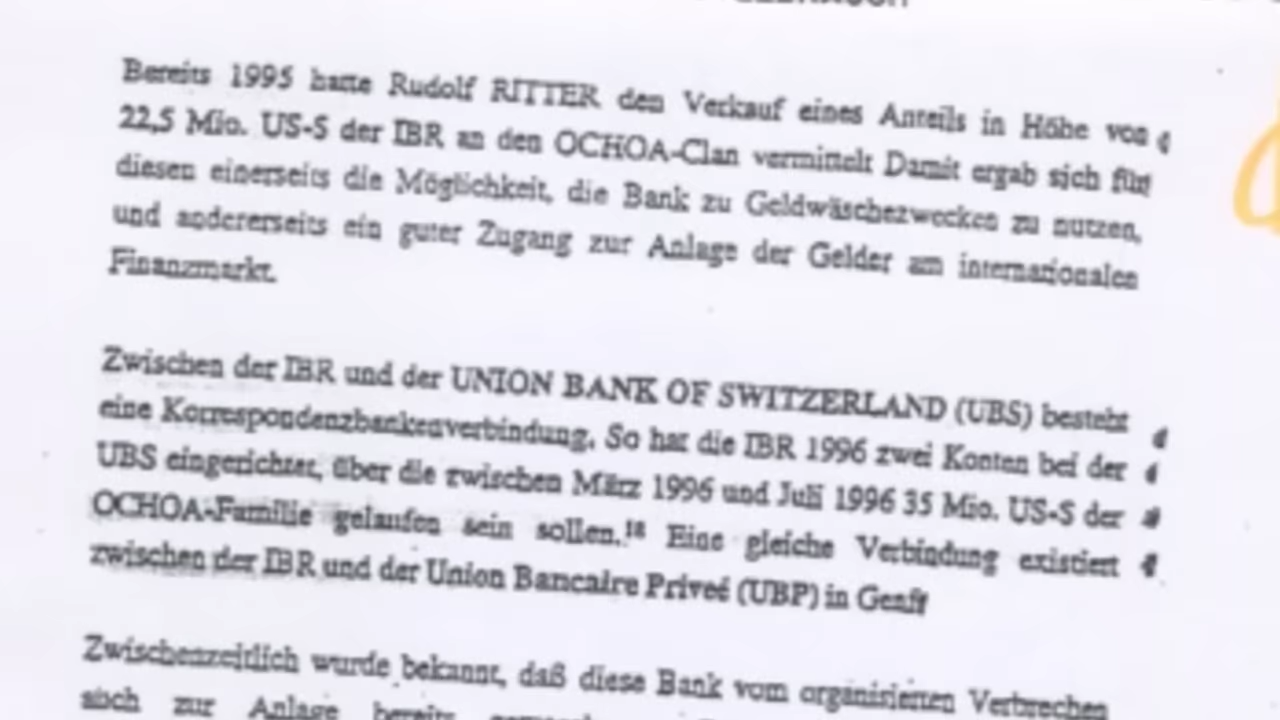 Bereits 1995 hatte Rudolf RITTER den Verkauf eines Anteils in Höhe von
22,5 Mio. US-$ der IBR an den OCHOA-Clan vermittelt Damit ergab sich für
diesen einerseits die Möglichkeit, die Bank zu Geldwäschezwecken zu nutzen,
und andererseits ein guter Zugang zur Anlage der Gelder am internationalen
Finanzmarkt.
Zwischen der IBR und der UNION BANK OF SWITZERLAND (UBS) besteht
eine Korrespondenzbankenverbindung. So hat die IBR 1996 zwei Konten bei der
UBS eingerichtet, über die zwischen März 1996 und Juli 1996 35 Mio. US-$ der
OCHOA-Familie gelaufen sein sollen.¹⁸ Eine gleiche Verbindung existiert
zwischen der IBR und der Union Bancaire Priveé (UBP) in Genf
Zwischenzeitlich wurde bekannt, daß diese Bank vom organisierten Verbrechen
zur Anlage bereits